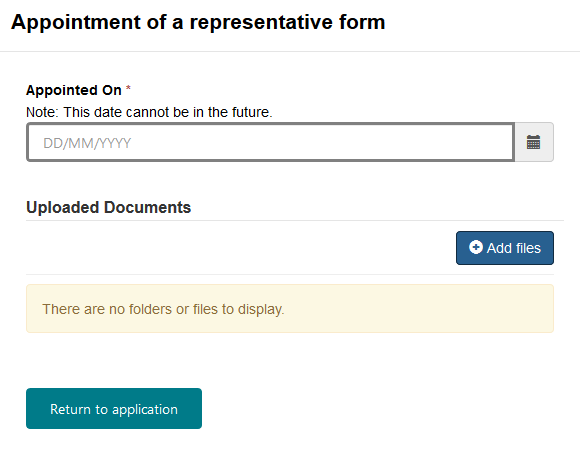 Appointment of a representative form
Appointed On *
Note: This date cannot be in the future.
DD/MM/YYYY
Uploaded Documents
Add files
There are no folders or files to display.
Return to application